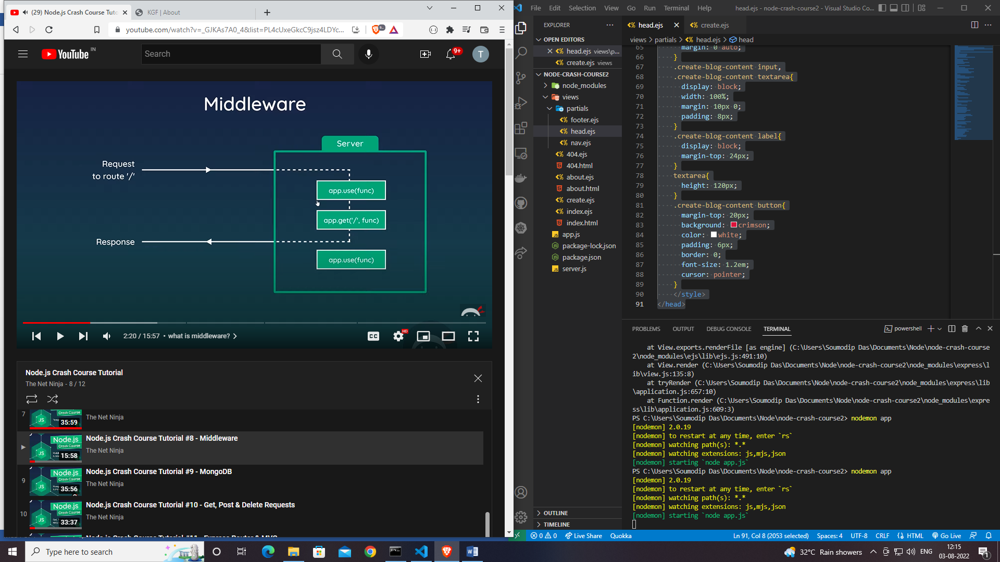 (29) Node.js Crash Course Tuto
KGF | About
youtube.com/watch?v=_GJKAs7A0_4&list=PL4cUxeGkcC9jsz4LDYc...
YouTube IN
Search
9+
T
Middleware
Server
Request
to route '/'
app.use(func)
app.get('/', func)
Response
app.use(func)
2:20 / 15:57 • what is middleware?
CC
HD
Node.js Crash Course Tutorial
The Net Ninja - 8 / 12
7
35:59
The Net Ninja
Node.js
Crash Course
15:58
Node.js Crash Course Tutorial #8 - Middleware
The Net Ninja
9
Node.js
Crash Course
35:56
Node.js Crash Course Tutorial #9 - MongoDB
The Net Ninja
10
Node.js
Crash Course
33:37
Node.js Crash Course Tutorial #10 - Get, Post & Delete Requests
The Net Ninja
File Edit Selection View Go Run Terminal Help
head.ejs - node-crash-course2 - Visual Studio Co...
EXPLORER
OPEN EDITORS
head.ejs views\p...
create.ejs views
NODE-CRASH-COURSE2
node_modules
views
partials
footer.ejs
head.ejs
nav.ejs
404.ejs
404.html
about.ejs
about.html
create.ejs
index.ejs
index.html
app.js
package-lock.json
package.json
server.js
OUTLINE
TIMELINE
head.ejs
create.ejs
views > partials > head.ejs > head
65 margin: 0 auto;
66 }
67 .create-blog-content input,
68 .create-blog-content textarea{
69 display: block;
70 width: 100%;
71 margin: 10px 0;
72 padding: 8px;
73 }
74 .create-blog-content label{
75 display: block;
76 margin-top: 24px;
77 }
78 textarea{
79 height: 120px;
80 }
81 .create-blog-content button{
82 margin-top: 20px;
83 background: crimson;
84 color: white;
85 padding: 6px;
86 border: 0;
87 font-size: 1.2em;
88 cursor: pointer;
89 }
90 </style>
91 </head>
PROBLEMS OUTPUT DEBUG CONSOLE TERMINAL
powershell
at View.exports.renderFile [as engine] (C:\Users\Soumodip Das\Documents\Node\node-crash-course
2\node_modules\ejs\lib\ejs.js:491:10)
at View.render (C:\Users\Soumodip Das\Documents\Node\node-crash-course2\node_modules\express\l
ib\view.js:135:8)
at tryRender (C:\Users\Soumodip Das\Documents\Node\node-crash-course2\node_modules\express\lib
\application.js:657:10)
at Function.render (C:\Users\Soumodip Das\Documents\Node\node-crash-course2\node_modules\expre
ss\lib\application.js:609:3)
PS C:\Users\Soumodip Das\Documents\Node\node-crash-course2> nodemon app
[nodemon] 2.0.19
[nodemon] to restart at any time, enter `rs`
[nodemon] watching path(s): *.*
[nodemon] watching extensions: js,mjs,json
[nodemon] starting `node app.js`
PS C:\Users\Soumodip Das\Documents\Node\node-crash-course2> nodemon app
[nodemon] 2.0.19
[nodemon] to restart at any time, enter `rs`
[nodemon] watching path(s): *.*
[nodemon] watching extensions: js,mjs,json
[nodemon] starting `node app.js`
0 0 Live Share Quokka
Ln 91, Col 8 (2053 selected) Spaces: 4 UTF-8 CRLF HTML Go Live
Type here to search
32°C Rain showers
ENG
12:15
03-08-2022
1